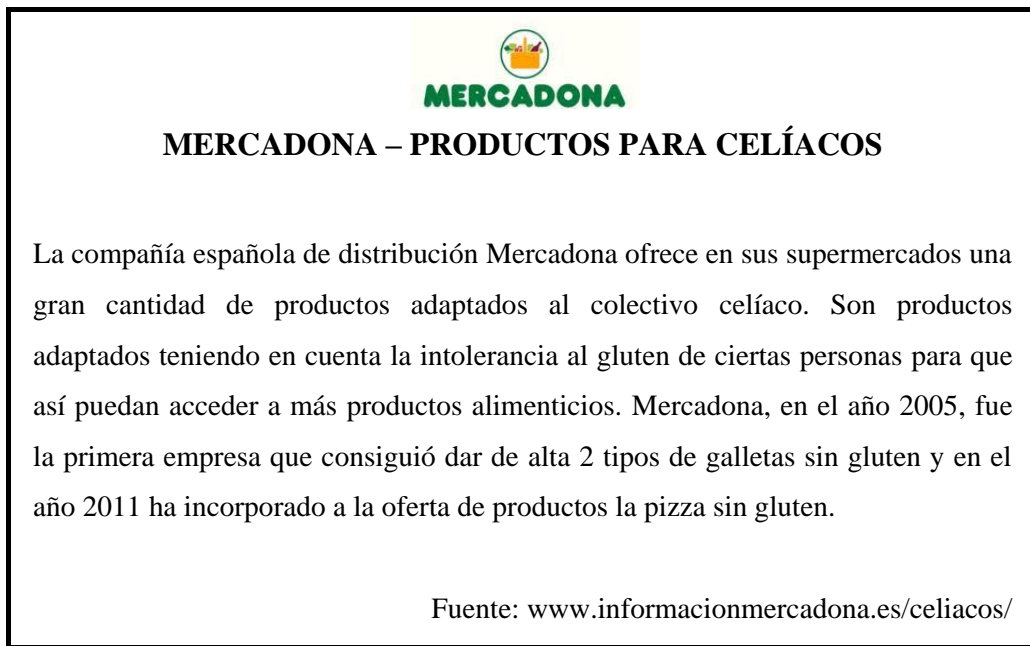 MERCADONA
MERCADONA – PRODUCTOS PARA CELÍACOS
La compañía española de distribución Mercadona ofrece en sus supermercados una
gran cantidad de productos adaptados al colectivo celíaco. Son productos
adaptados teniendo en cuenta la intolerancia al gluten de ciertas personas para que
así puedan acceder a más productos alimenticios. Mercadona, en el año 2005, fue
la primera empresa que consiguió dar de alta 2 tipos de galletas sin gluten y en el
año 2011 ha incorporado a la oferta de productos la pizza sin gluten.
Fuente: www.informacionmercadona.es/celiacos/